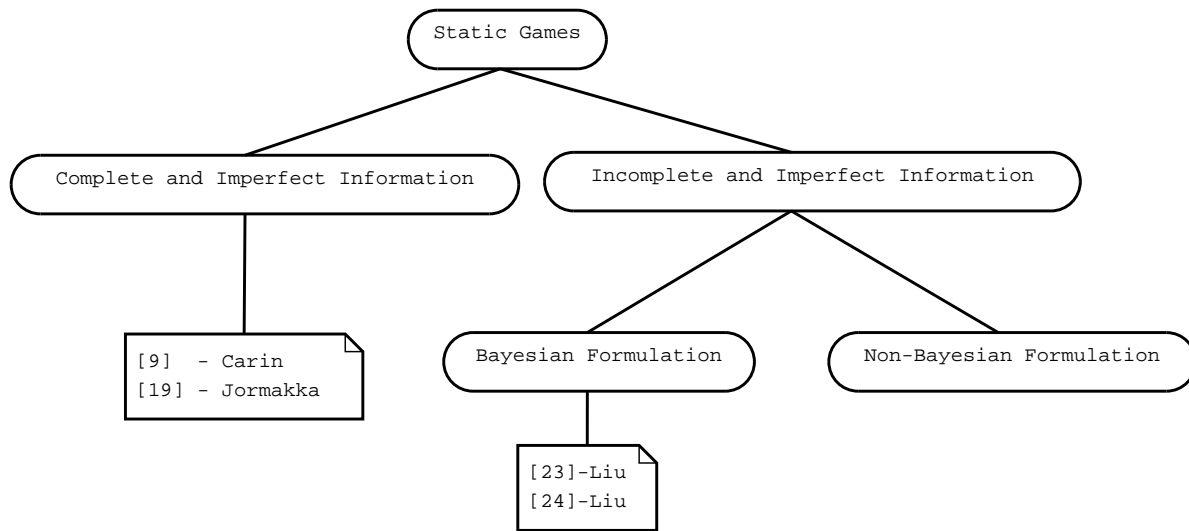 Static Games
Complete and Imperfect Information
Incomplete and Imperfect Information
Bayesian Formulation
Non-Bayesian Formulation
[9]  - Carin
[19] - Jormakka
[23]-Liu
[24]-Liu